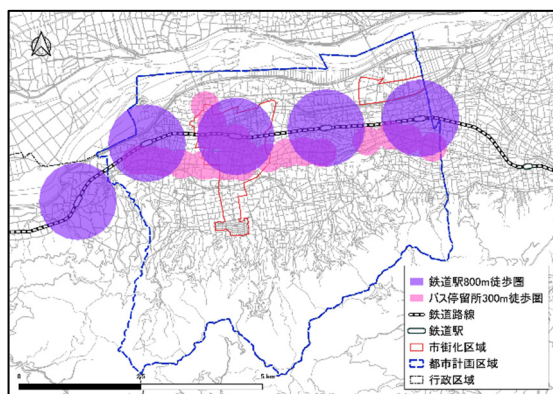 鉄道駅800m徒歩圏
バス停留所300m徒歩圏
鉄道路線
鉄道駅
市街化区域
都市計画区域
行政区域
0 2.5 5 km